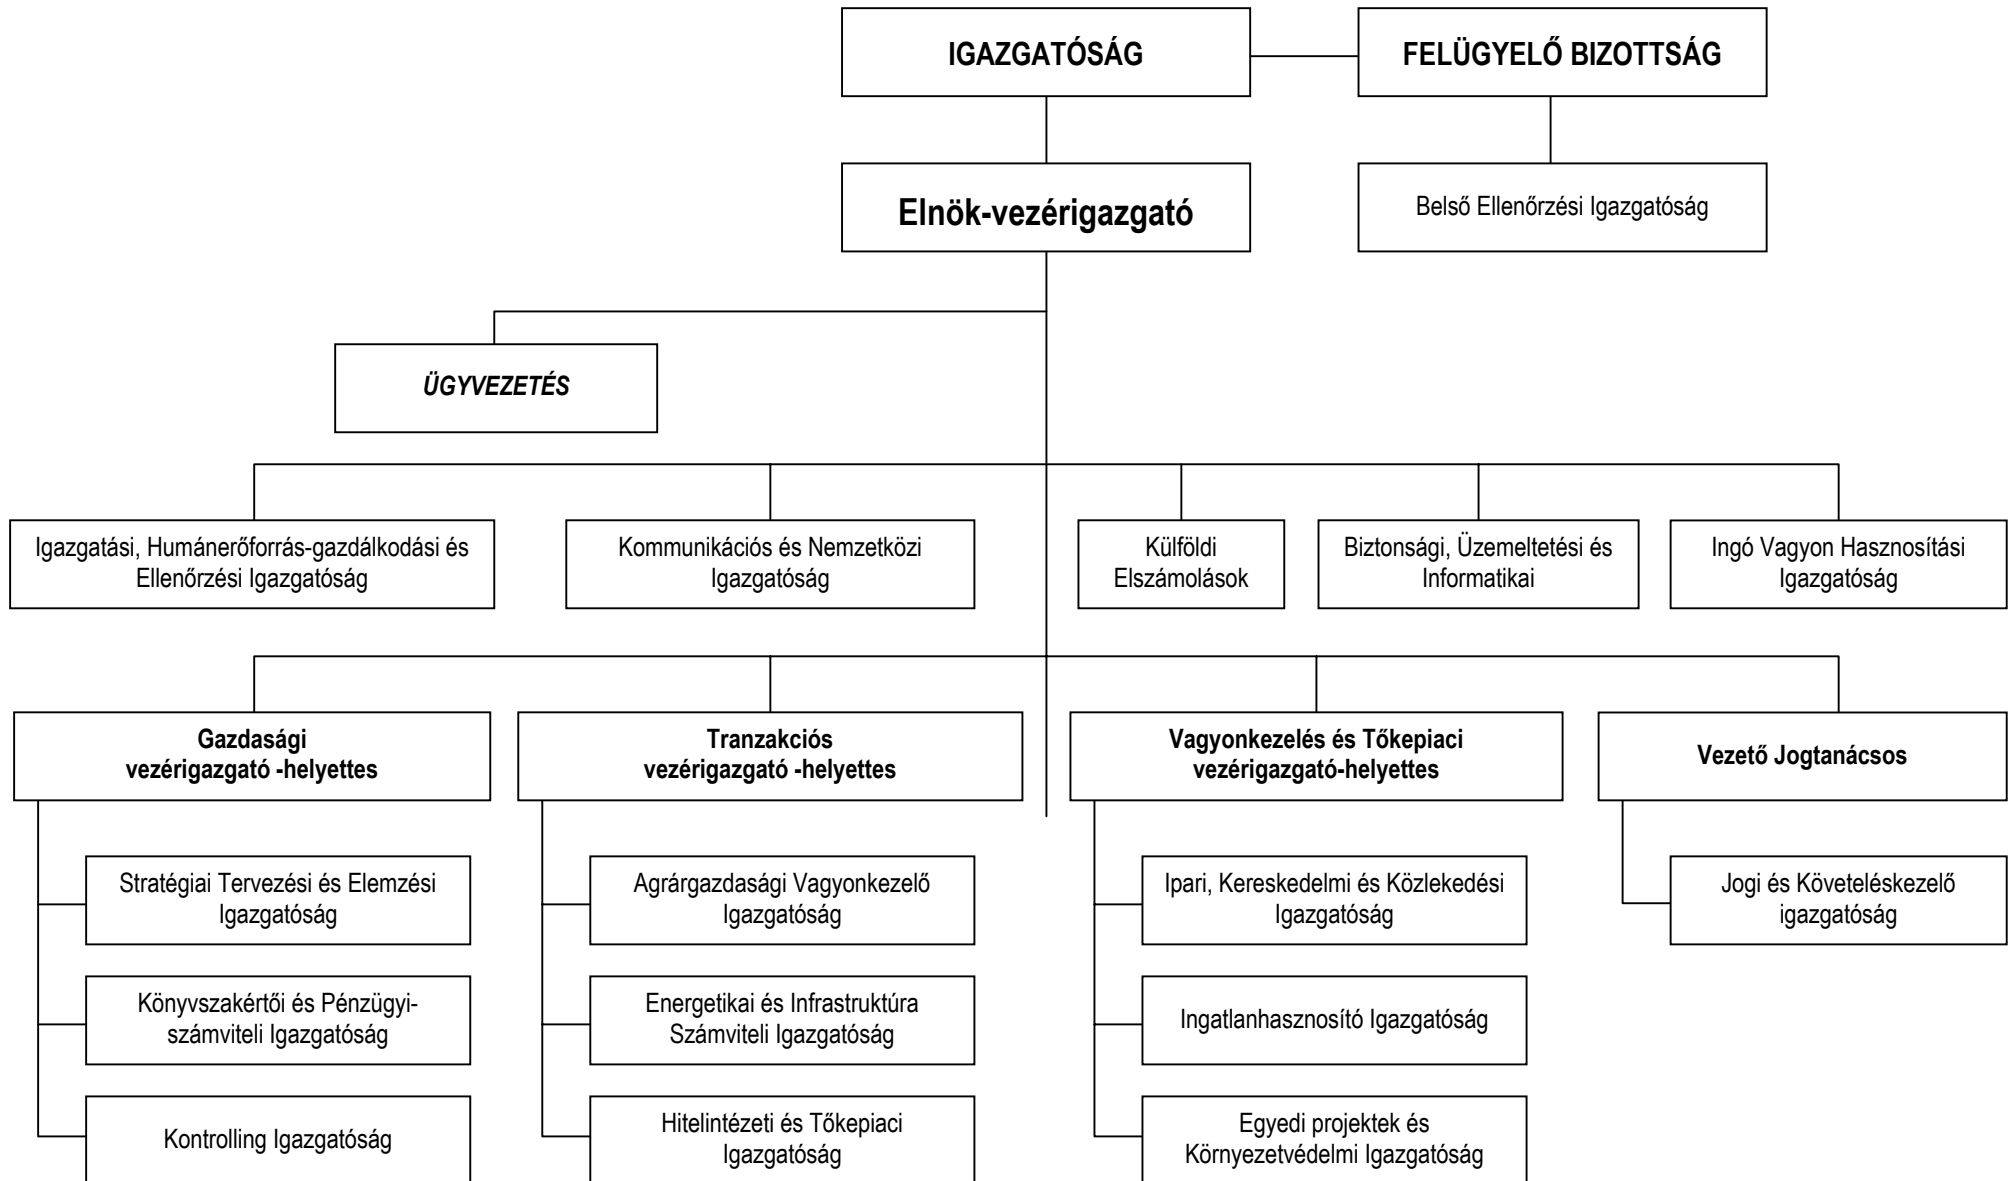 IGAZGATÓSÁG
FELÜGYELŐ BIZOTTSÁG
Elnök-vezérigazgató
Belső Ellenőrzési Igazgatóság
ÜGYVEZETÉS
Igazgatási, Humánerőforrás-gazdálkodási és
Ellenőrzési Igazgatóság
Kommunikációs és Nemzetközi
Igazgatóság
Külföldi
Elszámolások
Biztonsági, Üzemeltetési és
Informatikai
Ingó Vagyon Hasznosítási
Igazgatóság
Gazdasági
vezérigazgató -helyettes
Tranzakciós
vezérigazgató -helyettes
Vagyonkezelés és Tőkepiaci
vezérigazgató-helyettes
Vezető Jogtanácsos
Stratégiai Tervezési és Elemzési
Igazgatóság
Agrárgazdasági Vagyonkezelő
Igazgatóság
Ipari, Kereskedelmi és Közlekedési
Igazgatóság
Jogi és Követeléskezelő
igazgatóság
Könyvszakértői és Pénzügyi-
számviteli Igazgatóság
Energetikai és Infrastruktúra
Számviteli Igazgatóság
Ingatlanhasznosító Igazgatóság
Kontrolling Igazgatóság
Hitelintézeti és Tőkepiaci
Igazgatóság
Egyedi projektek és
Környezetvédelmi Igazgatóság